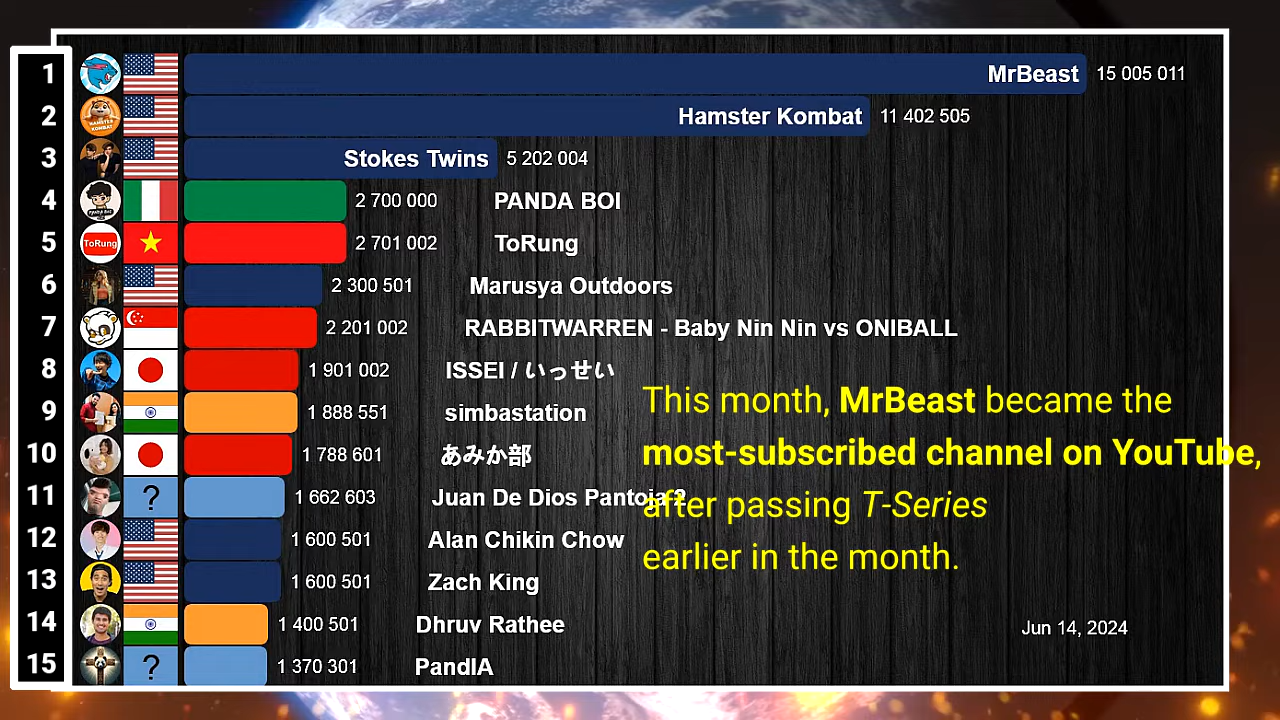 1 MrBeast 15 005 011
2 HAMSTER KOMBAT Hamster Kombat 11 402 505
3 Stokes Twins 5 202 004
4 PANDA BOI 2 700 000 PANDA BOI
5 ToRung 2 701 002 ToRung
6 2 300 501 Marusya Outdoors
7 2 201 002 RABBITWARREN - Baby Nin Nin vs ONIBALL
8 1 901 002 ISSEI / いっせい
9 1 888 551 simbastation
10 1 788 601 あみか部
11 ? 1 662 603 Juan De Dios Pantoja 2
12 1 600 501 Alan Chikin Chow
13 1 600 501 Zach King
14 1 400 501 Dhruv Rathee
15 ? 1 370 301 PandIA
This month, MrBeast became the
most-subscribed channel on YouTube,
after passing T-Series
earlier in the month.
Jun 14, 2024